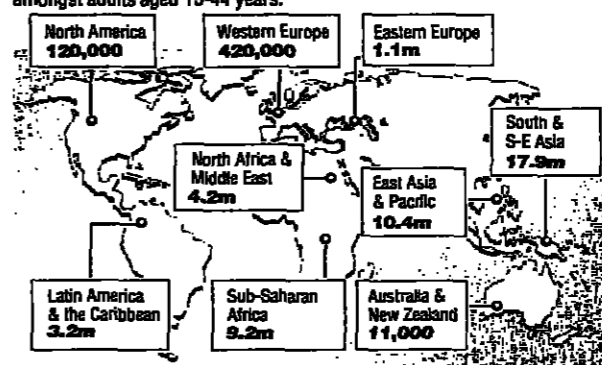 amongst adults aged 15-44 years.
North America
120,000
Western Europe
420,000
Eastern Europe
1.1m
South &
S-E Asia
17.9m
North Africa &
Middle East
4.2m
East Asia
& Pacific
10.4m
Latin America
& the Caribbean
3.2m
Sub-Saharan
Africa
9.2m
Australia &
New Zealand
11,000